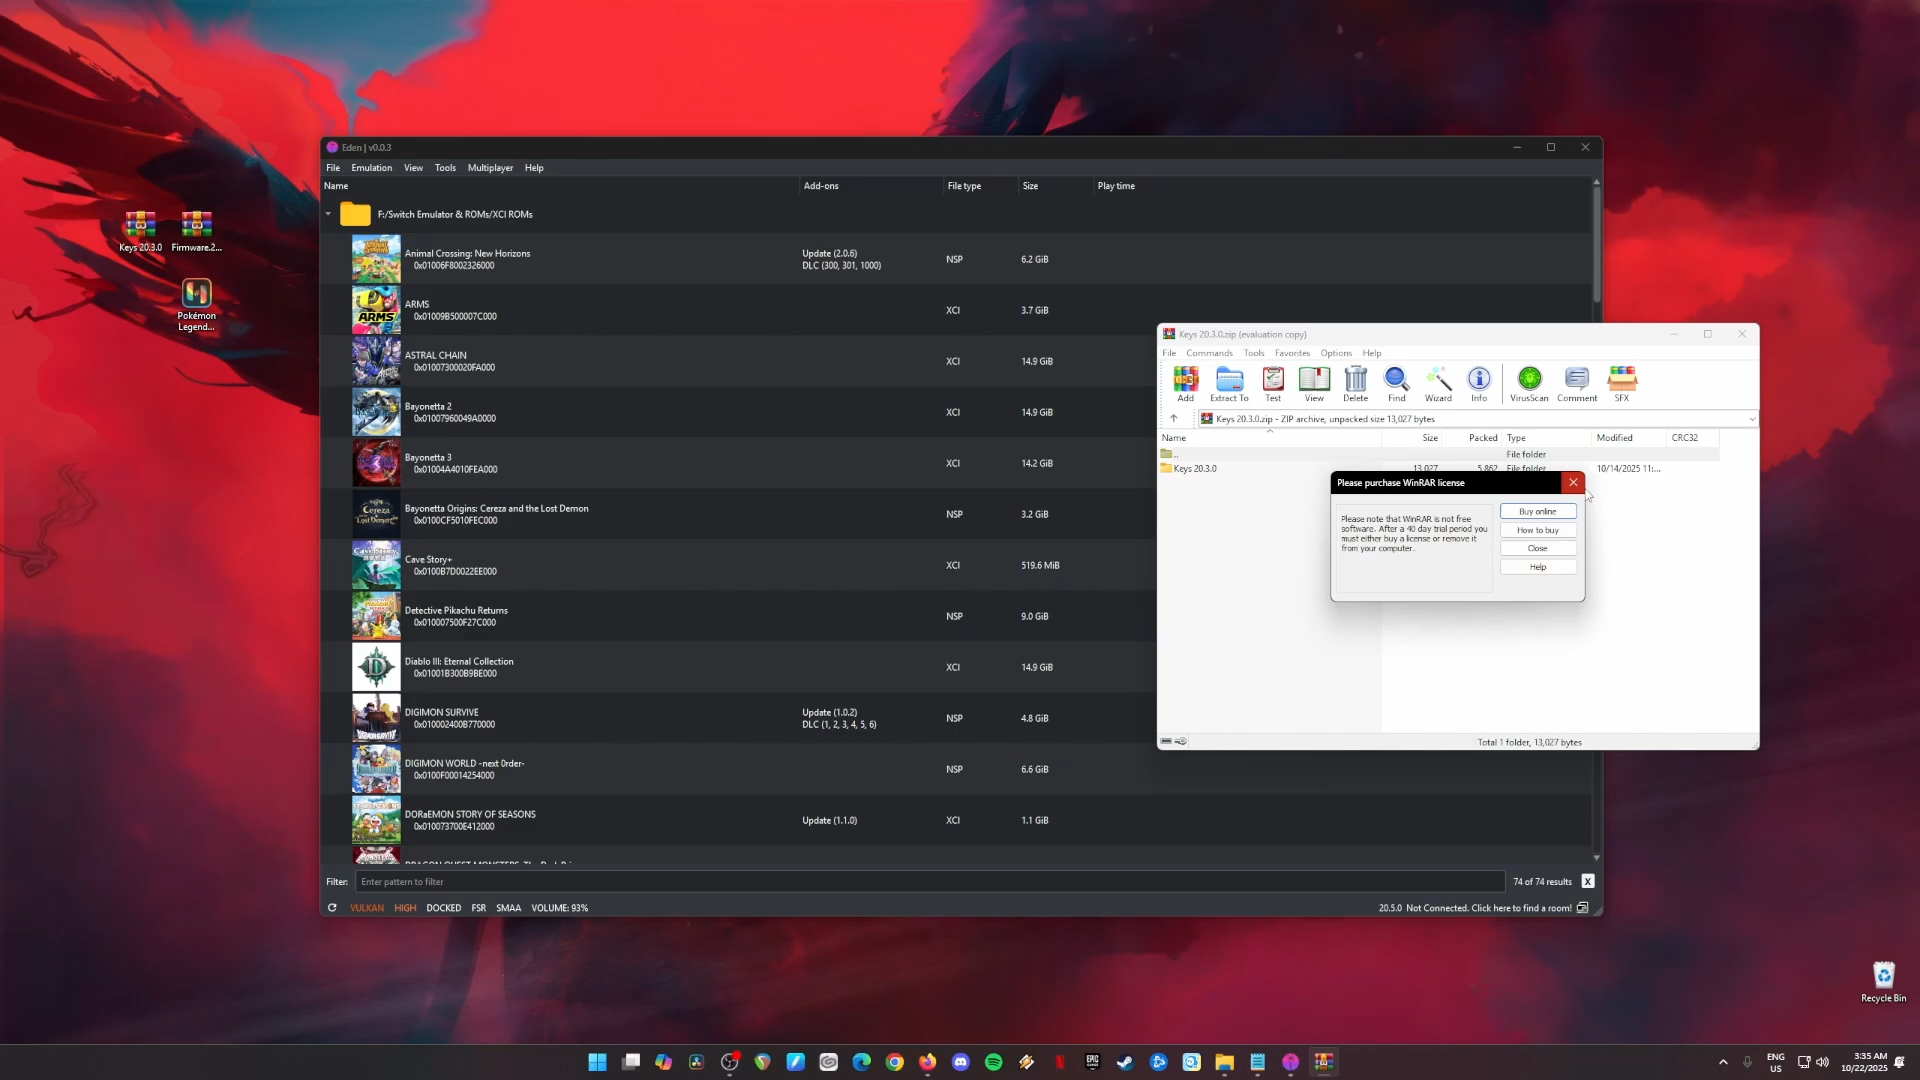 Eden | v0.0.3
File Emulation View Tools Multiplayer Help
Name Add-ons File type Size Play time
F:/Switch Emulator & ROMs/XCI ROMs
Keys 20.3.0 Firmware.2...
Pokémon
Legend...
Animal Crossing: New Horizons
0x01006F8002326000
Update (2.0.6)
DLC (300, 301, 1000)
NSP 6.2 GiB
ARMS
0x01009B500007C000
XCI 3.7 GiB
ASTRAL CHAIN
0x01007300020FA000
XCI 14.9 GiB
Bayonetta 2
0x01007960049A0000
XCI 14.9 GiB
Bayonetta 3
0x01004A4010FEA000
XCI 14.2 GiB
Bayonetta Origins: Cereza and the Lost Demon
0x0100CF5010FEC000
NSP 3.2 GiB
Cave Story+
0x0100B7D0022EE000
XCI 519.6 MiB
Detective Pikachu Returns
0x010007500F27C000
NSP 9.0 GiB
Diablo III: Eternal Collection
0x01001B300B9BE000
XCI 14.9 GiB
DIGIMON SURVIVE
0x010002400B770000
Update (1.0.2)
DLC (1, 2, 3, 4, 5, 6)
NSP 4.8 GiB
DIGIMON WORLD -next 0rder-
0x0100F00014254000
NSP 6.6 GiB
DORaEMON STORY OF SEASONS
0x010073700E412000
Update (1.1.0)
XCI 1.1 GiB
Filter: Enter pattern to filter 74 of 74 results X
VULKAN HIGH DOCKED FSR SMAA VOLUME: 93%
20.5.0 Not Connected. Click here to find a room!
Keys 20.3.0.zip (evaluation copy)
File Commands Tools Favorites Options Help
Add Extract To Test View Delete Find Wizard Info VirusScan Comment SFX
Keys 20.3.0.zip - ZIP archive, unpacked size 13,027 bytes
Name Size Packed Type Modified CRC32
.. File folder
Keys 20.3.0 13,027 5,862 File folder 10/14/2025 11:...
Please purchase WinRAR license
Please note that WinRAR is not free
software. After a 40 day trial period you
must either buy a license or remove it
from your computer.
Buy online
How to buy
Close
Help
Total 1 folder, 13,027 bytes
Recycle Bin
ENG
US
3:35 AM
10/22/2025